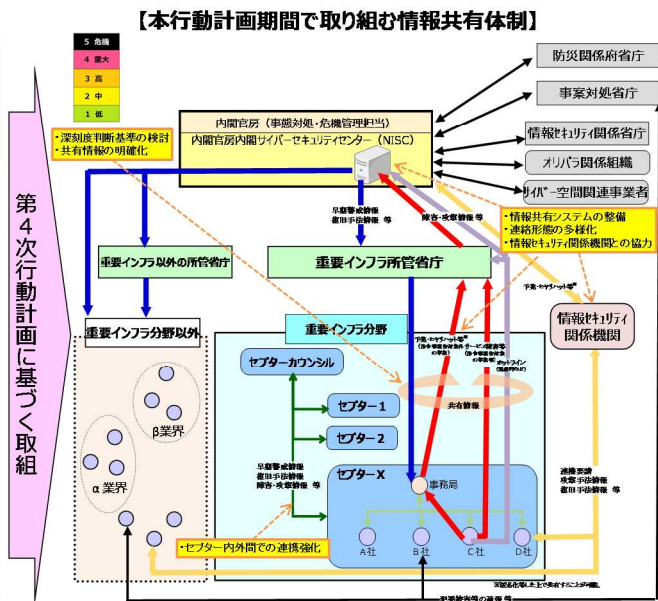 【本行動計画期間で取り組む情報共有体制】
5 危機
4 重大
3 高
2 中
1 低
防災関係府省庁
事案対処省庁
情報セキュリティ関係省庁
オリパラ関係組織
サイバー空間関連事業者
内閣官房（事態対処・危機管理担当）
内閣官房内閣サイバーセキュリティセンター（NISC）
・深刻度判断基準の検討
・共有情報の明確化
第4次行動計画に基づく取組
早期警戒情報
復旧手法情報 等
障害・攻撃情報 等
・情報共有システムの整備
・連絡形態の多様化
・情報セキュリティ関係機関との協力
重要インフラ以外の所管省庁
重要インフラ所管省庁
情報セキュリティ
関係機関
重要インフラ分野以外
重要インフラ分野
セプターカウンシル
セプター1
セプター2
共有情報
β業界
α業界
早期警戒情報
復旧手法情報
障害・攻撃情報 等
セプターX
事務局
A社
B社
C社
D社
連携要請
攻撃手法情報
復旧手法情報 等
・セプター内外間での連携強化